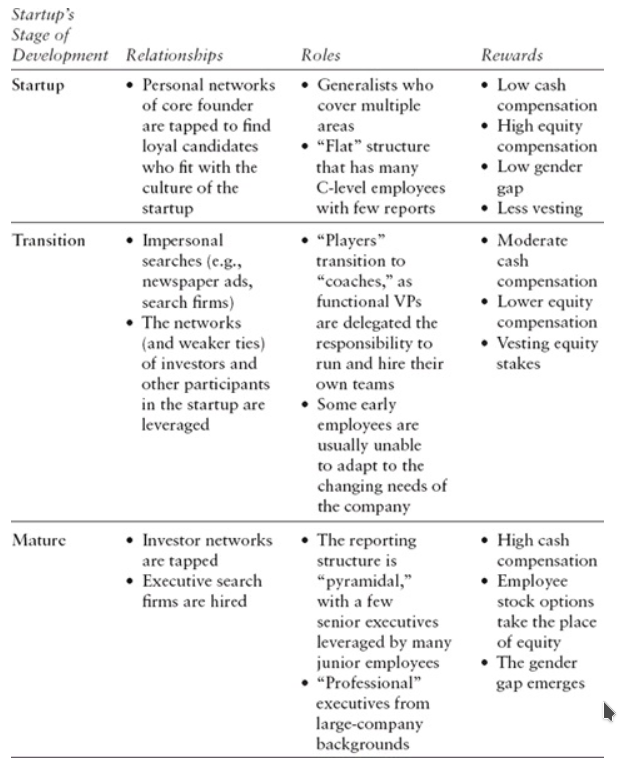 Startup's
Stage of
Development Relationships Roles Rewards
Startup
• Personal networks
of core founder
are tapped to find
loyal candidates
who fit with the
culture of the
startup
• Generalists who
cover multiple
areas
• “Flat” structure
that has many
C-level employees
with few reports
• Low cash
compensation
• High equity
compensation
• Low gender
gap
• Less vesting
Transition
• Impersonal
searches (e.g.,
newspaper ads,
search firms)
• The networks
(and weaker ties)
of investors and
other participants
in the startup are
leveraged
• “Players”
transition to
“coaches,” as
functional VPs
are delegated the
responsibility to
run and hire their
own teams
• Some early
employees are
usually unable
to adapt to the
changing needs of
the company
• Moderate
cash
compensation
• Lower equity
compensation
• Vesting equity
stakes
Mature
• Investor networks
are tapped
• Executive search
firms are hired
• The reporting
structure is
“pyramidal,”
with a few
senior executives
leveraged by many
junior employees
• “Professional”
executives from
large-company
backgrounds
• High cash
compensation
• Employee
stock options
take the place
of equity
• The gender
gap emerges